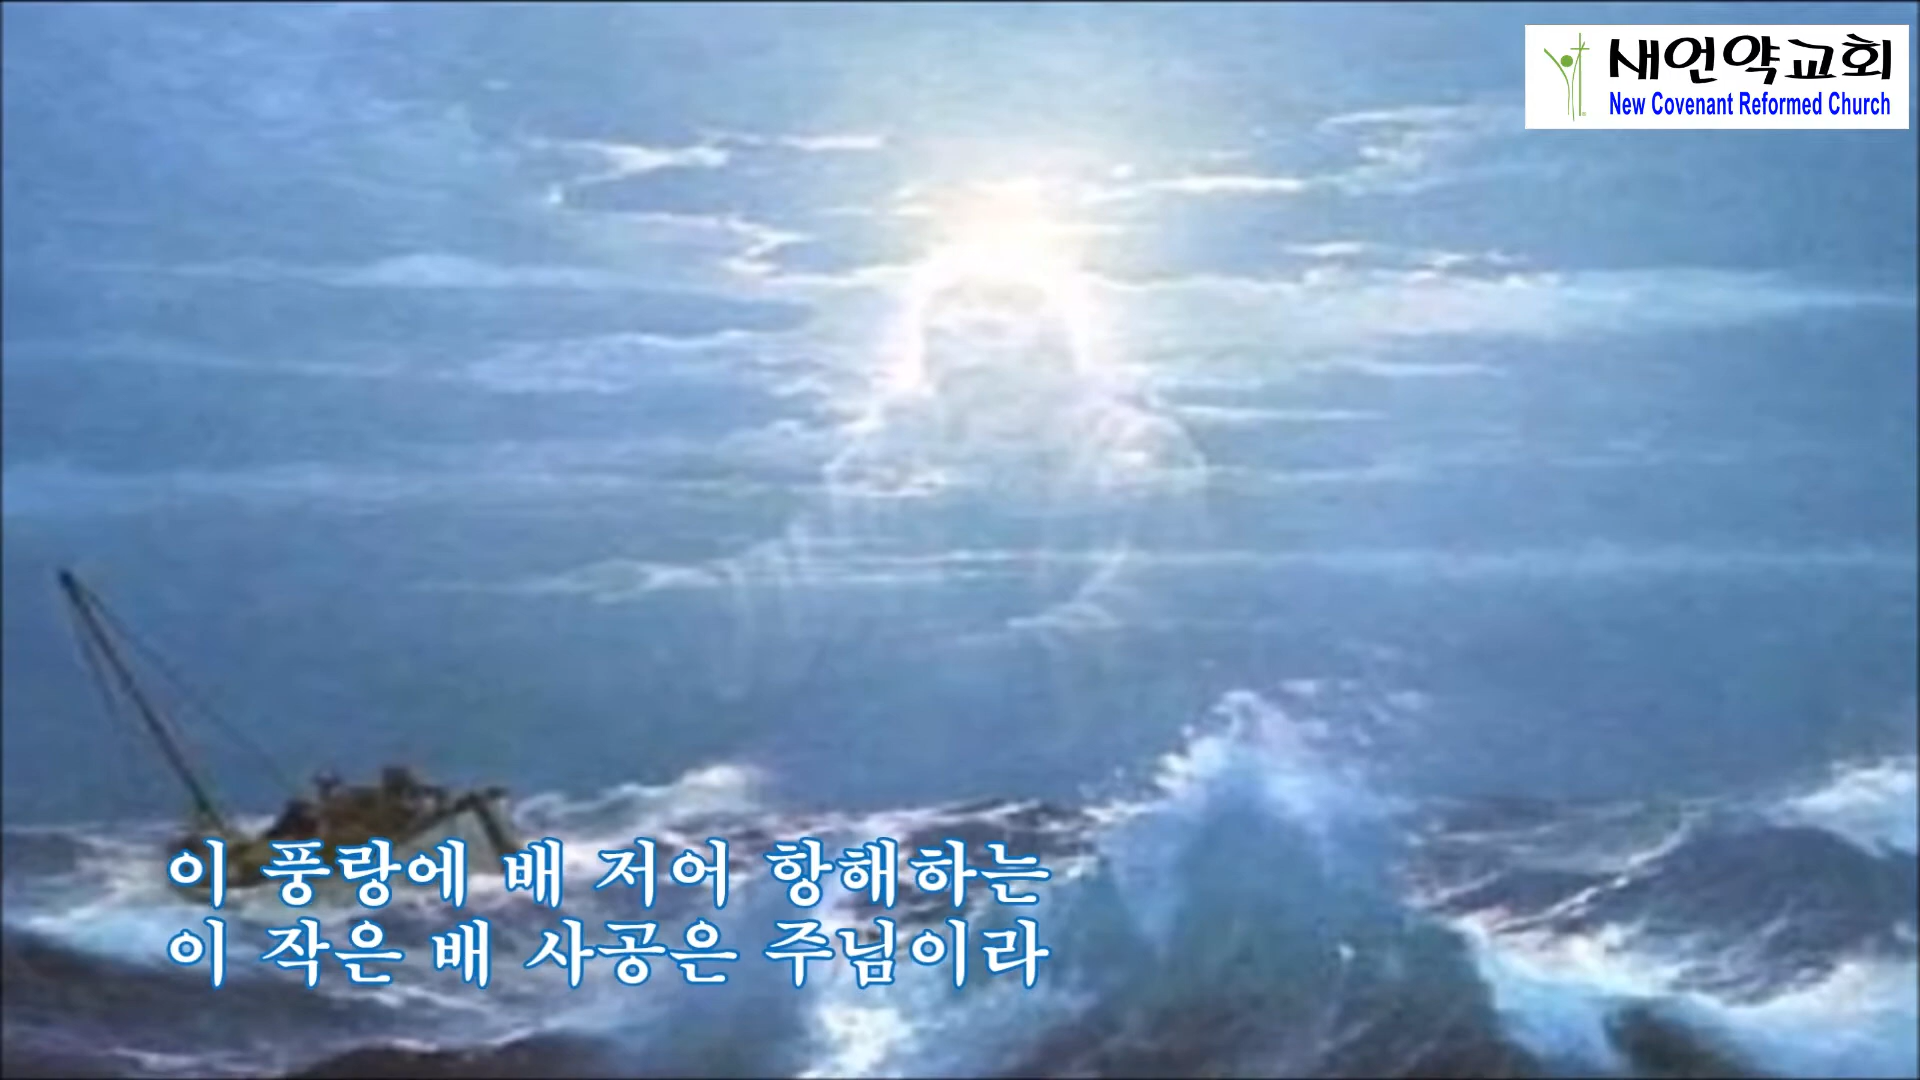 새언약교회
New Covenant Reformed Church
이 풍랑에 배 저어 항해하는
이 작은 배 사공은 주님이라